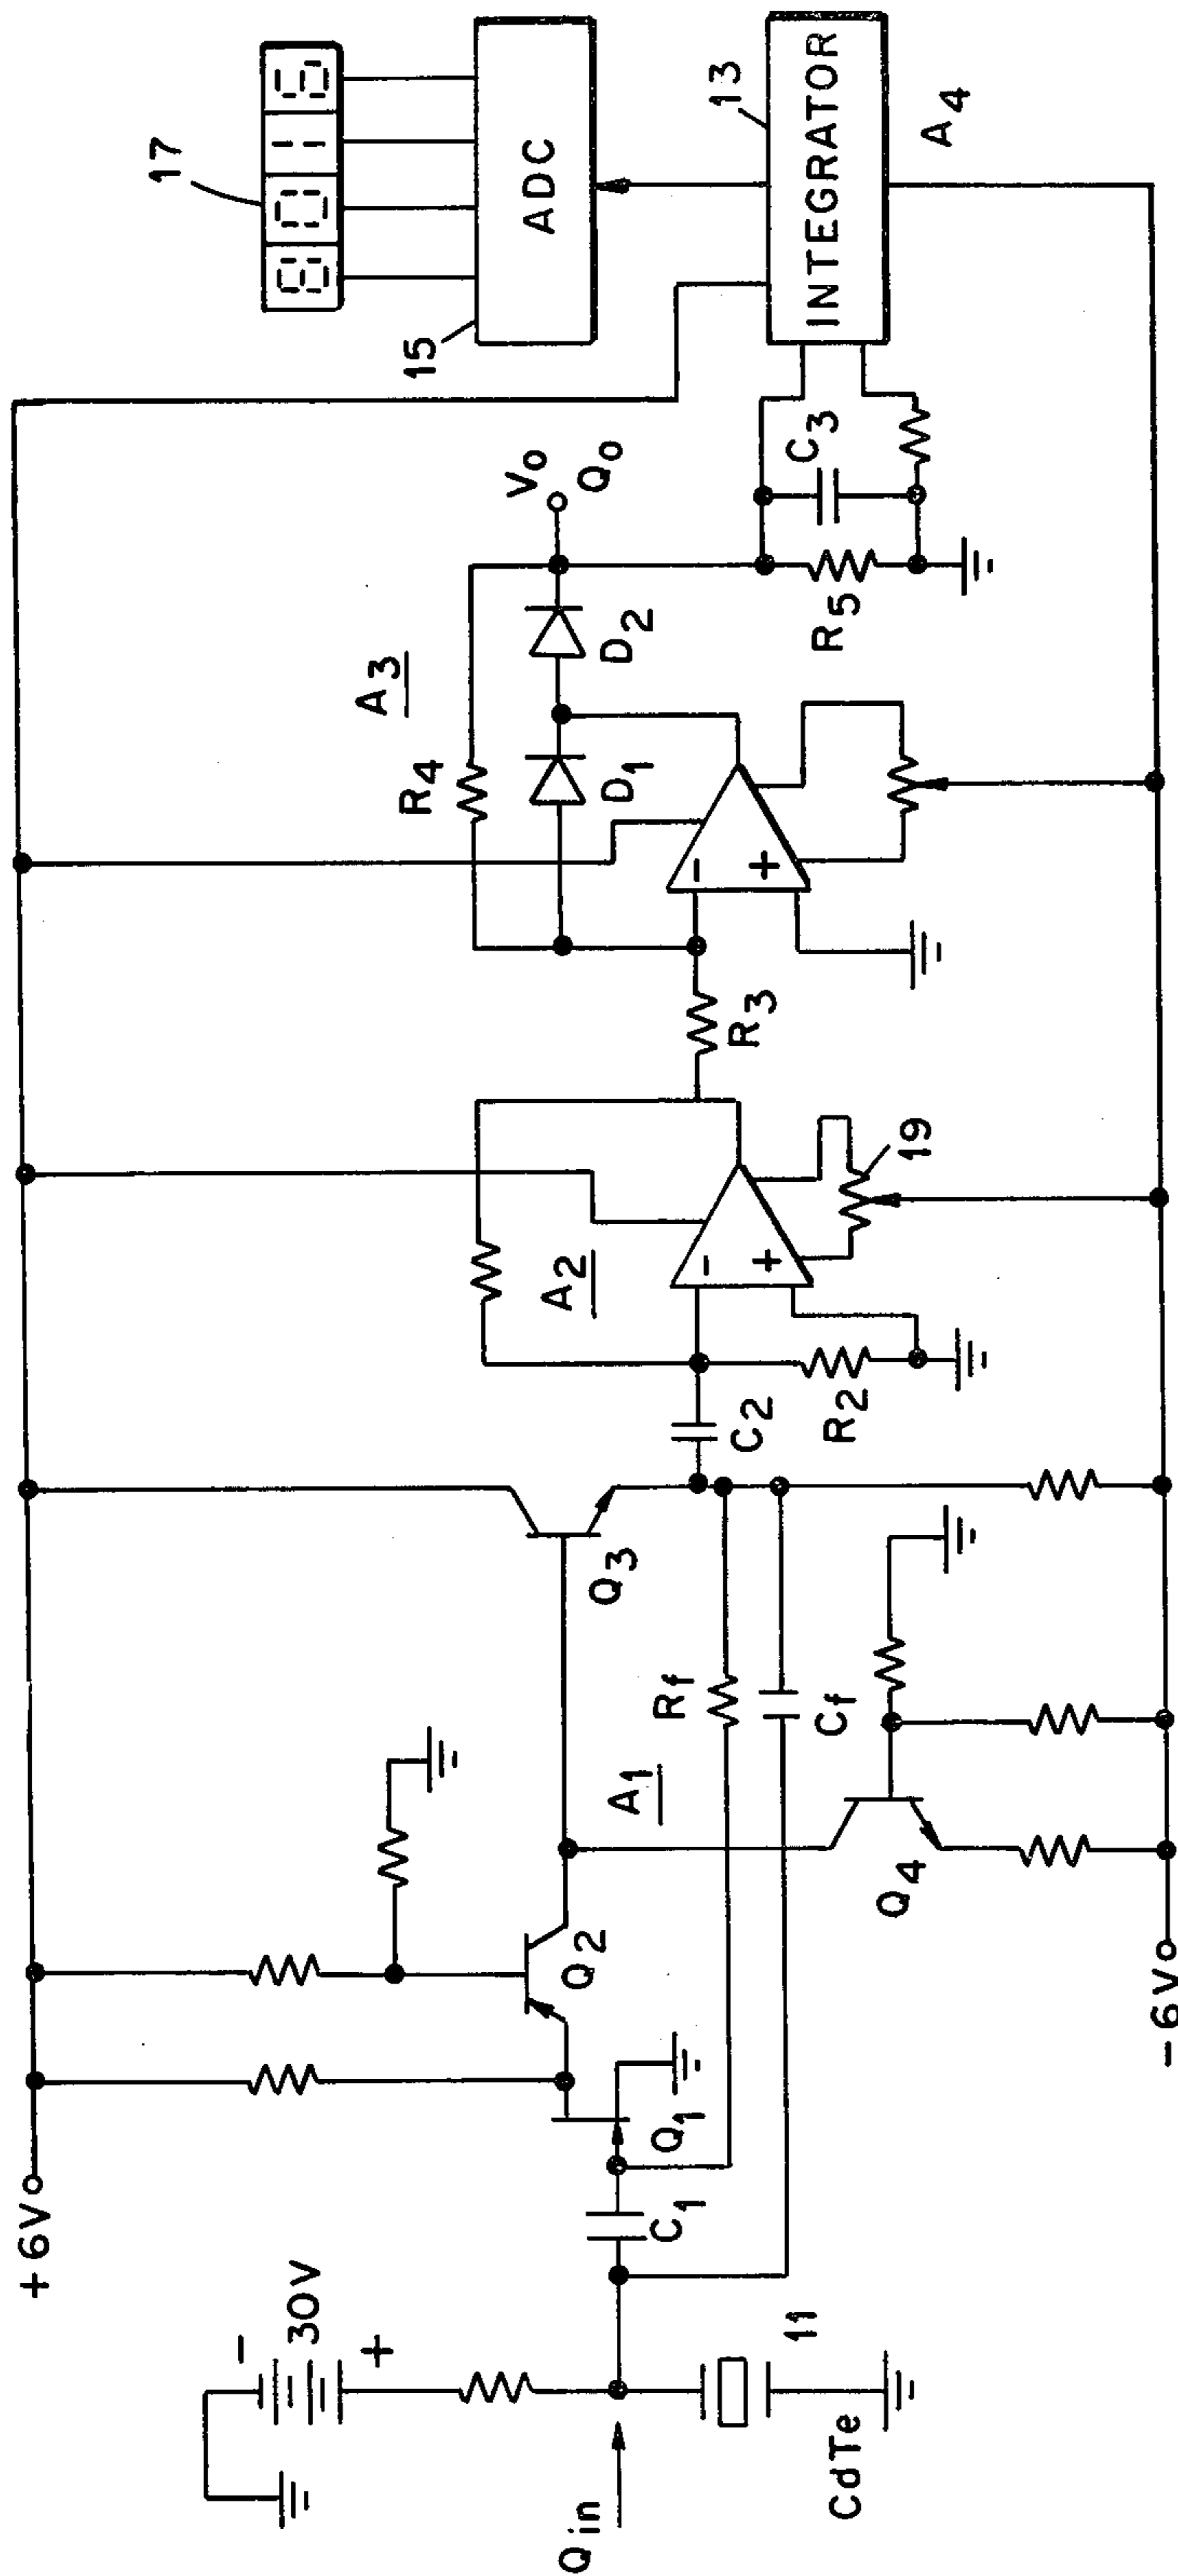 +6V
-6V
30V
-
+
Qin
CdTe
11
C1
Q1
Q2
A1
Rf
Cf
Q4
Q3
C2
R2
A2
-
+
19
R3
A3
R4
D1
D2
-
+
Vo
Qo
R5
C3
INTEGRATOR
13
A4
ADC
15
17